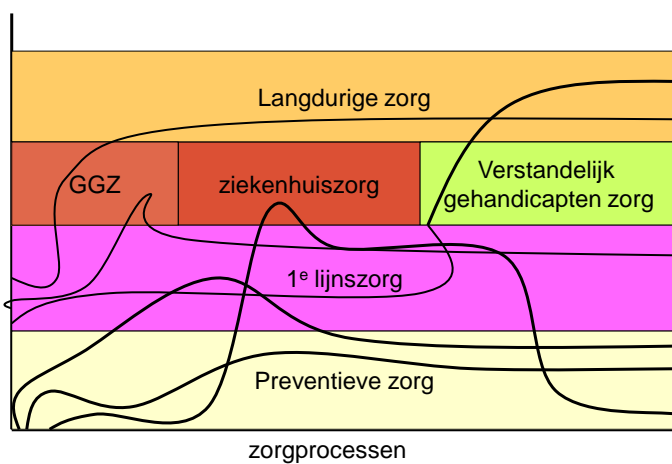 Langdurige zorg
GGZ
ziekenhuiszorg
Verstandelijk
gehandicapten zorg
1e lijnszorg
Preventieve zorg
zorgprocessen